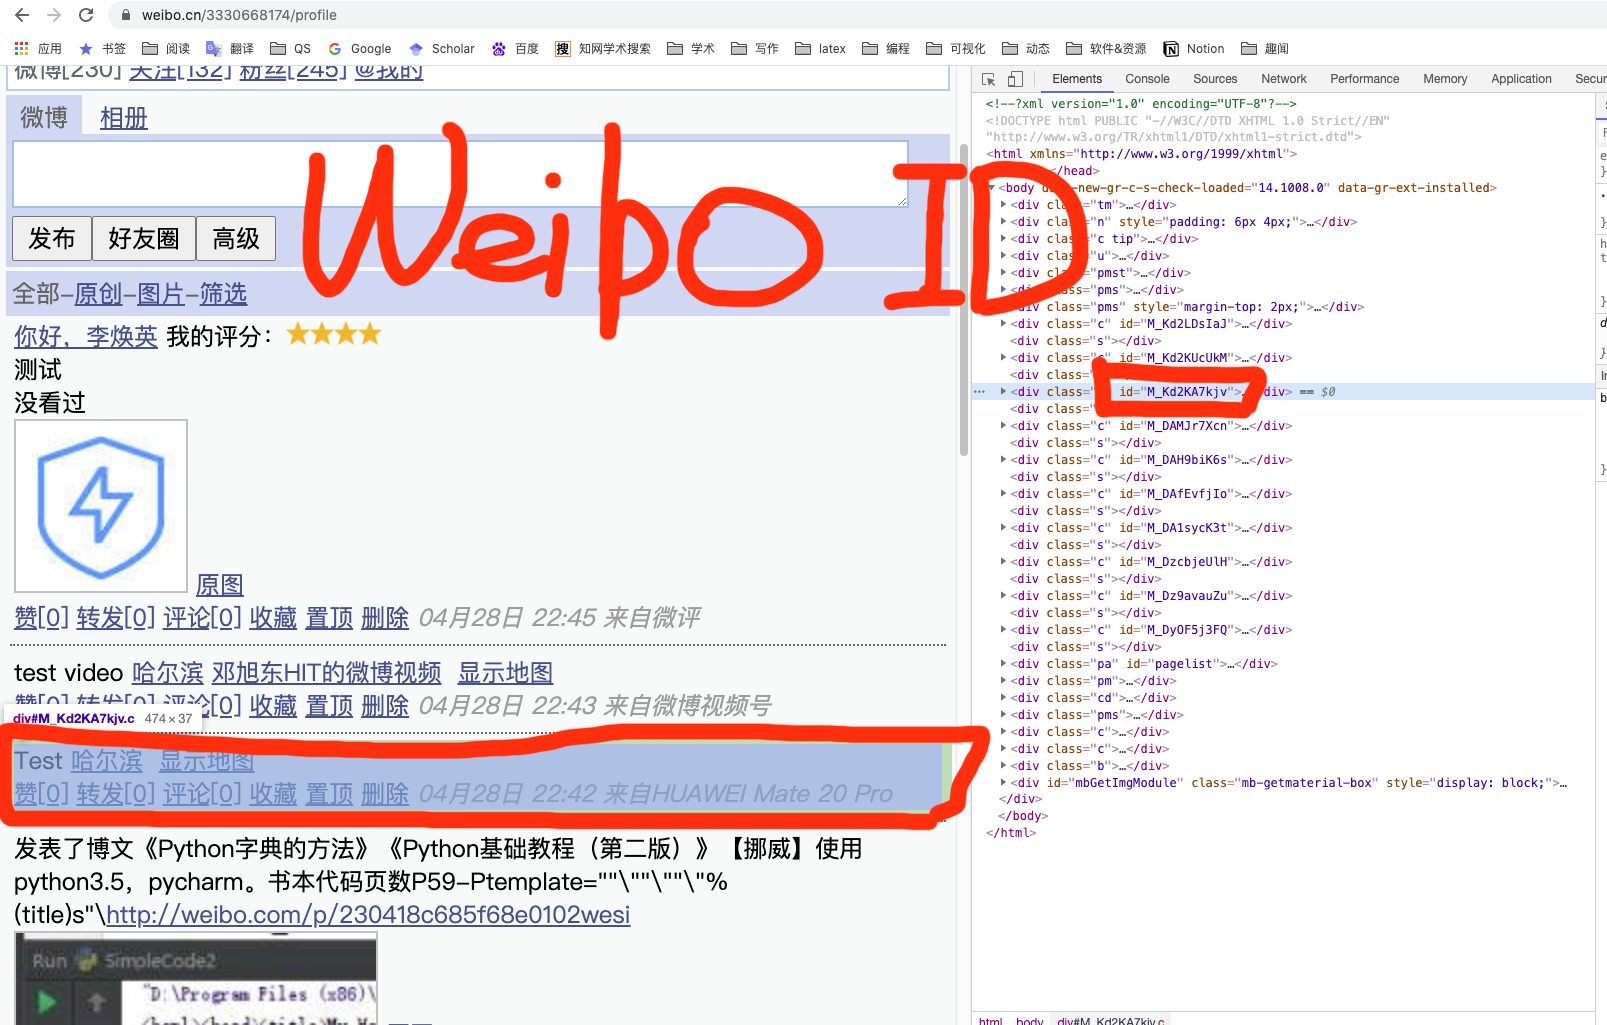 weibo.cn/3330668174/profile
应用 书签 阅读 翻译 QS Google Scholar 百度 搜 知网学术搜索 学术 写作 latex 编程 可视化 动态 软件&资源 Notion 趣闻
微博[230] 关注[132] 粉丝[245] @我的
微博 相册
Weibo ID
发布 好友圈 高级
全部-原创-图片-筛选
你好，李焕英 我的评分：
测试
没看过
原图
赞[0] 转发[0] 评论[0] 收藏 置顶 删除 04月28日 22:45 来自微评
test video 哈尔滨 邓旭东HIT的微博视频 显示地图
赞[0] 转发[0] 评论[0] 收藏 置顶 删除 04月28日 22:43 来自微博视频号
div#M_Kd2KA7kjv.c 474×37
Test 哈尔滨 显示地图
赞[0] 转发[0] 评论[0] 收藏 置顶 删除 04月28日 22:42 来自HUAWEI Mate 20 Pro
发表了博文《Python字典的方法》《Python基础教程（第二版）》【挪威】使用
python3.5，pycharm。书本代码页数P59-Ptemplate=""\""\""\"%
(title)s"\http://weibo.com/p/230418c685f68e0102wesi
Run SimpleCode2
"D:\Program Files (x86)\
Elements Console Sources Network Performance Memory Application Secur
<!--?xml version="1.0" encoding="UTF-8"?-->
<!DOCTYPE html PUBLIC "-//W3C//DTD XHTML 1.0 Strict//EN"
"http://www.w3.org/TR/xhtml1/DTD/xhtml1-strict.dtd">
<html xmlns="http://www.w3.org/1999/xhtml">
</head>
<body -new-gr-c-s-check-loaded="14.1008.0" data-gr-ext-installed>
<div class="tm">…</div>
<div class="n" style="padding: 6px 4px;">…</div>
<div class="c tip">…</div>
<div class="u">…</div>
<div class="pmst">…</div>
<div class="pms">…</div>
<div class="pms" style="margin-top: 2px;">…</div>
<div class="c" id="M_Kd2LDsIaJ">…</div>
<div class="s"></div>
<div class="c" id="M_Kd2KUcUkM">…</div>
<div class="
<div class=" id="M_Kd2KA7kjv">…</div> == $0
<div class="
<div class="c" id="M_DAMJr7Xcn">…</div>
<div class="s"></div>
<div class="c" id="M_DAH9biK6s">…</div>
<div class="s"></div>
<div class="c" id="M_DAfEvfjIo">…</div>
<div class="s"></div>
<div class="c" id="M_DA1sycK3t">…</div>
<div class="s"></div>
<div class="c" id="M_DzcbjeUlH">…</div>
<div class="s"></div>
<div class="c" id="M_Dz9avauZu">…</div>
<div class="s"></div>
<div class="c" id="M_DyOF5j3FQ">…</div>
<div class="s"></div>
<div class="pa" id="pagelist">…</div>
<div class="pm">…</div>
<div class="cd">…</div>
<div class="pms">…</div>
<div class="c">…</div>
<div class="c">…</div>
<div class="b">…</div>
<div id="mbGetImgModule" class="mb-getmaterial-box" style="display: block;">…
</div>
</body>
</html>
html body div#M_Kd2KA7kjv.c